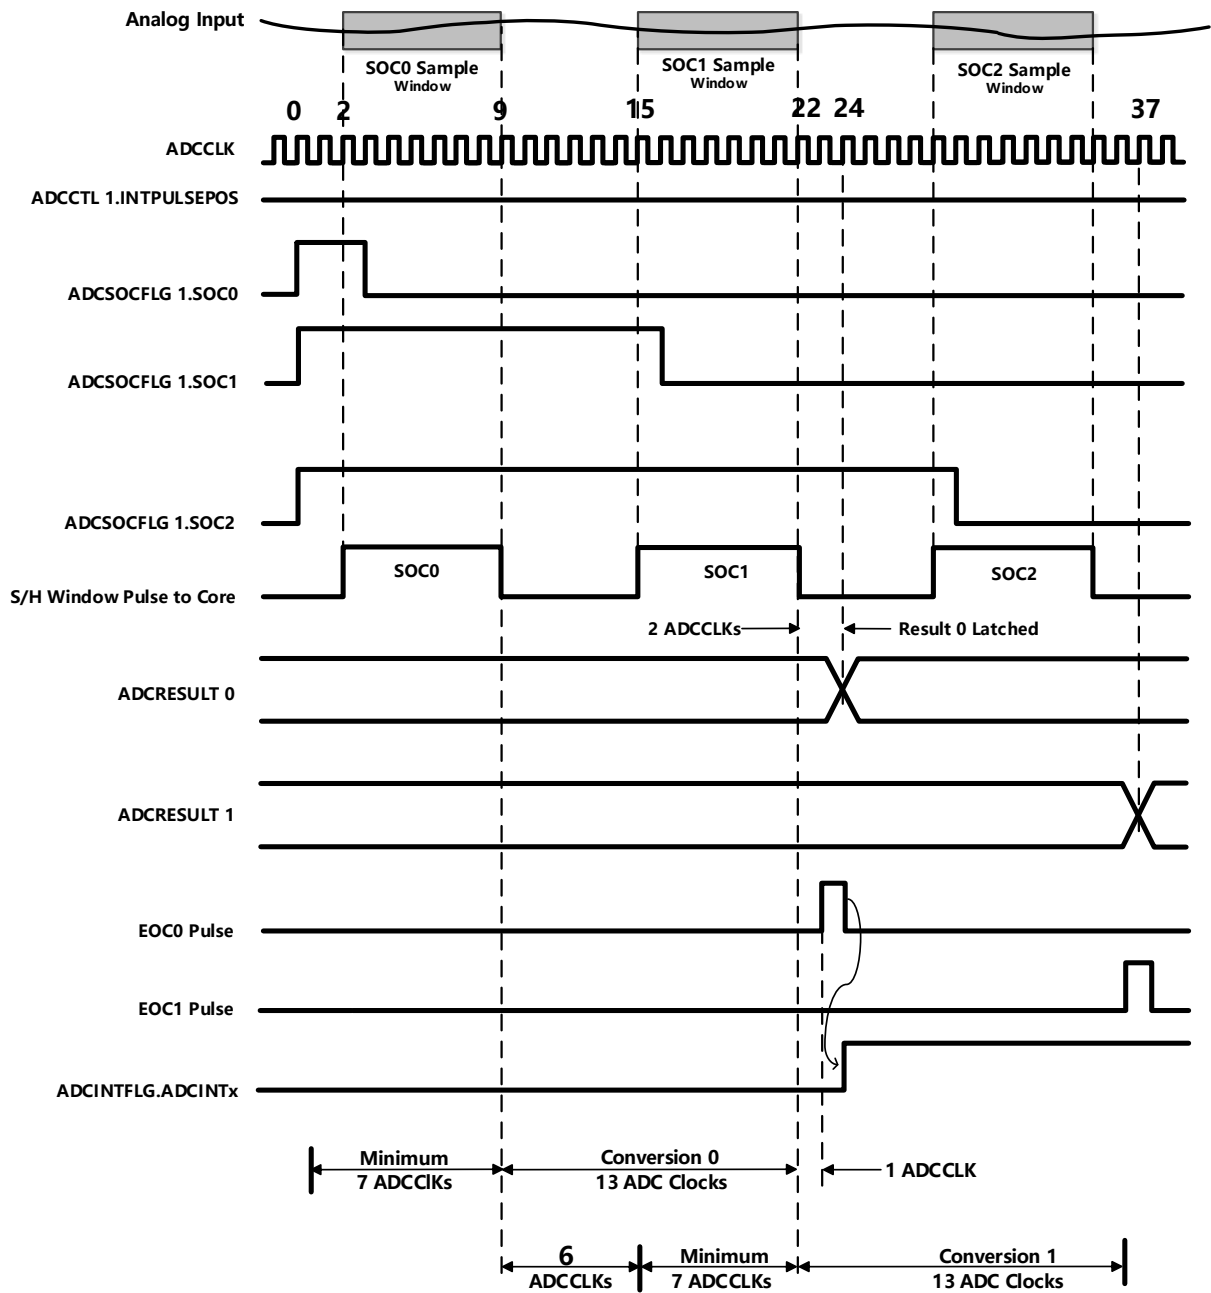 Analog Input
SOC0 Sample
Window
SOC1 Sample
Window
SOC2 Sample
Window
0 2 9 15 22 24 37
ADCCLK
ADCCTL 1.INTPULSEPOS
ADCSOCFLG 1.SOC0
ADCSOCFLG 1.SOC1
ADCSOCFLG 1.SOC2
SOC0 SOC1 SOC2
S/H Window Pulse to Core
2 ADCCLKs Result 0 Latched
ADCRESULT 0
ADCRESULT 1
EOC0 Pulse
EOC1 Pulse
ADCINTFLG.ADCINTx
Minimum
7 ADCClKs
Conversion 0
13 ADC Clocks
1 ADCCLK
6
ADCCLKs
Minimum
7 ADCCLKs
Conversion 1
13 ADC Clocks